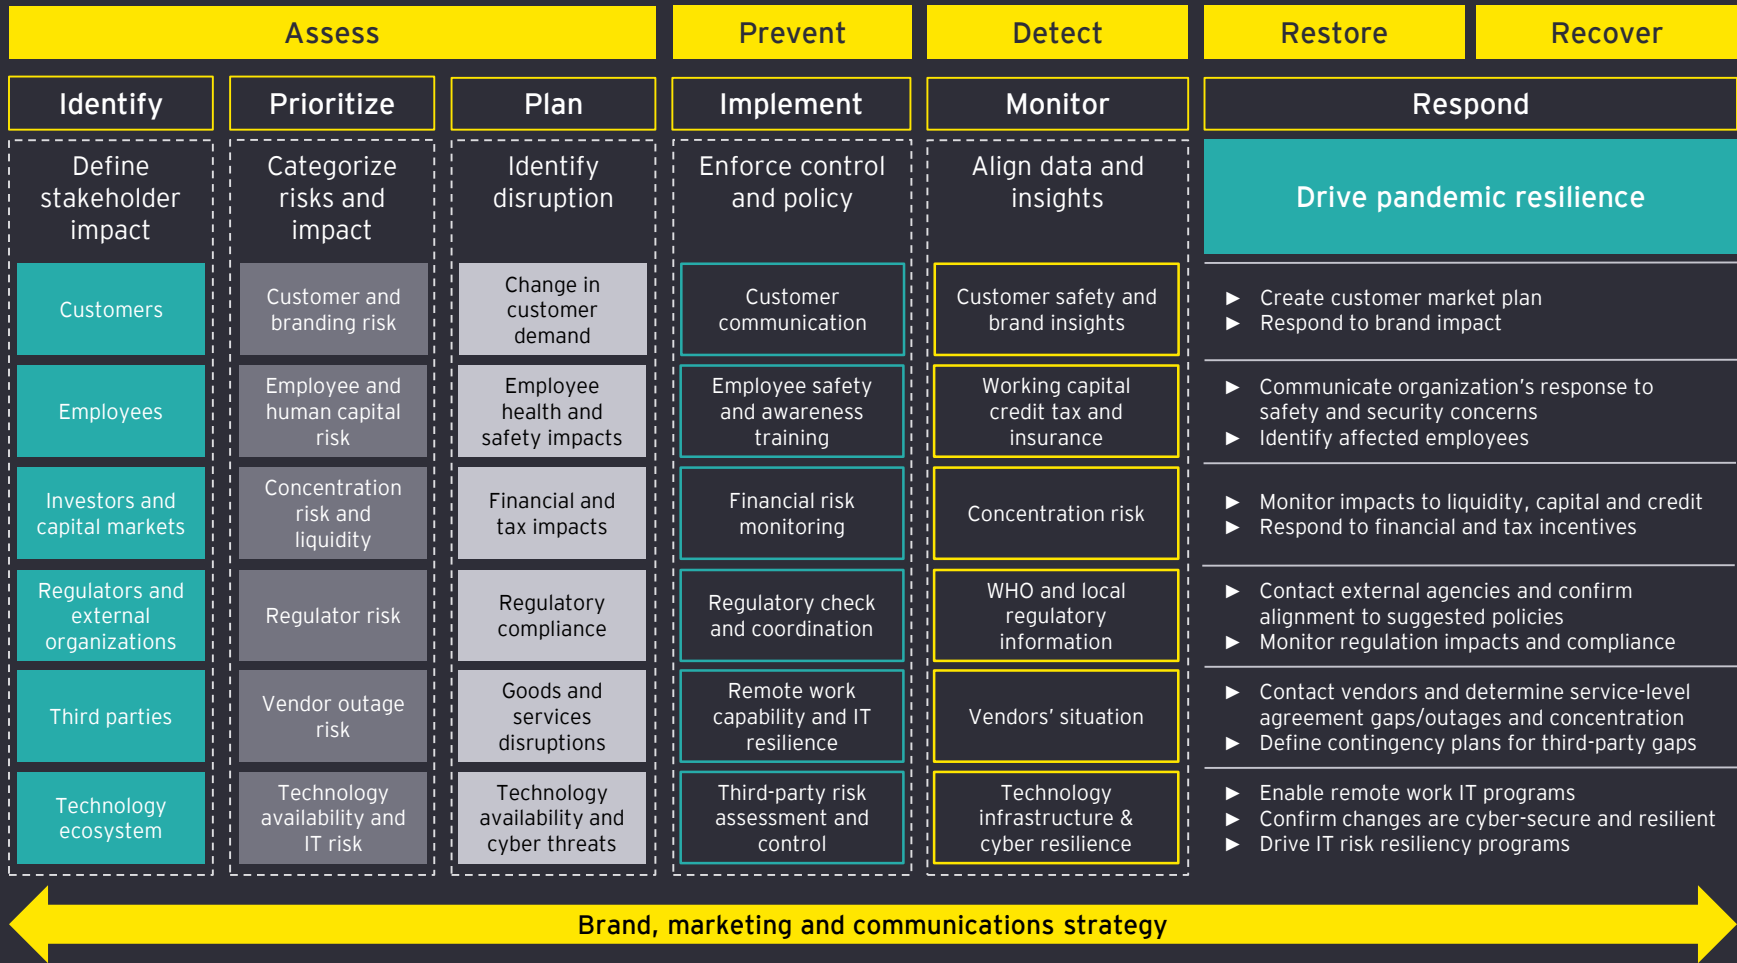 Assess
Prevent
Detect
Restore
Recover
Identify
Prioritize
Plan
Implement
Monitor
Respond
Define
stakeholder
impact
Categorize
risks and
impact
Identify
disruption
Enforce control
and policy
Align data and
insights
Drive pandemic resilience
Customers
Customer and
branding risk
Change in
customer
demand
Customer
communication
Customer safety and
brand insights
► Create customer market plan
► Respond to brand impact
Employees
Employee and
human capital
risk
Employee
health and
safety impacts
Employee safety
and awareness
training
Working capital
credit tax and
insurance
► Communicate organization’s response to
safety and security concerns
► Identify affected employees
Investors and
capital markets
Concentration
risk and
liquidity
Financial and
tax impacts
Financial risk
monitoring
Concentration risk
► Monitor impacts to liquidity, capital and credit
► Respond to financial and tax incentives
Regulators and
external
organizations
Regulator risk
Regulatory
compliance
Regulatory check
and coordination
WHO and local
regulatory
information
► Contact external agencies and confirm
alignment to suggested policies
► Monitor regulation impacts and compliance
Third parties
Vendor outage
risk
Goods and
services
disruptions
Remote work
capability and IT
resilience
Vendors’ situation
► Contact vendors and determine service-level
agreement gaps/outages and concentration
► Define contingency plans for third-party gaps
Technology
ecosystem
Technology
availability and
IT risk
Technology
availability and
cyber threats
Third-party risk
assessment and
control
Technology
infrastructure &
cyber resilience
► Enable remote work IT programs
► Confirm changes are cyber-secure and resilient
► Drive IT risk resiliency programs
Brand, marketing and communications strategy